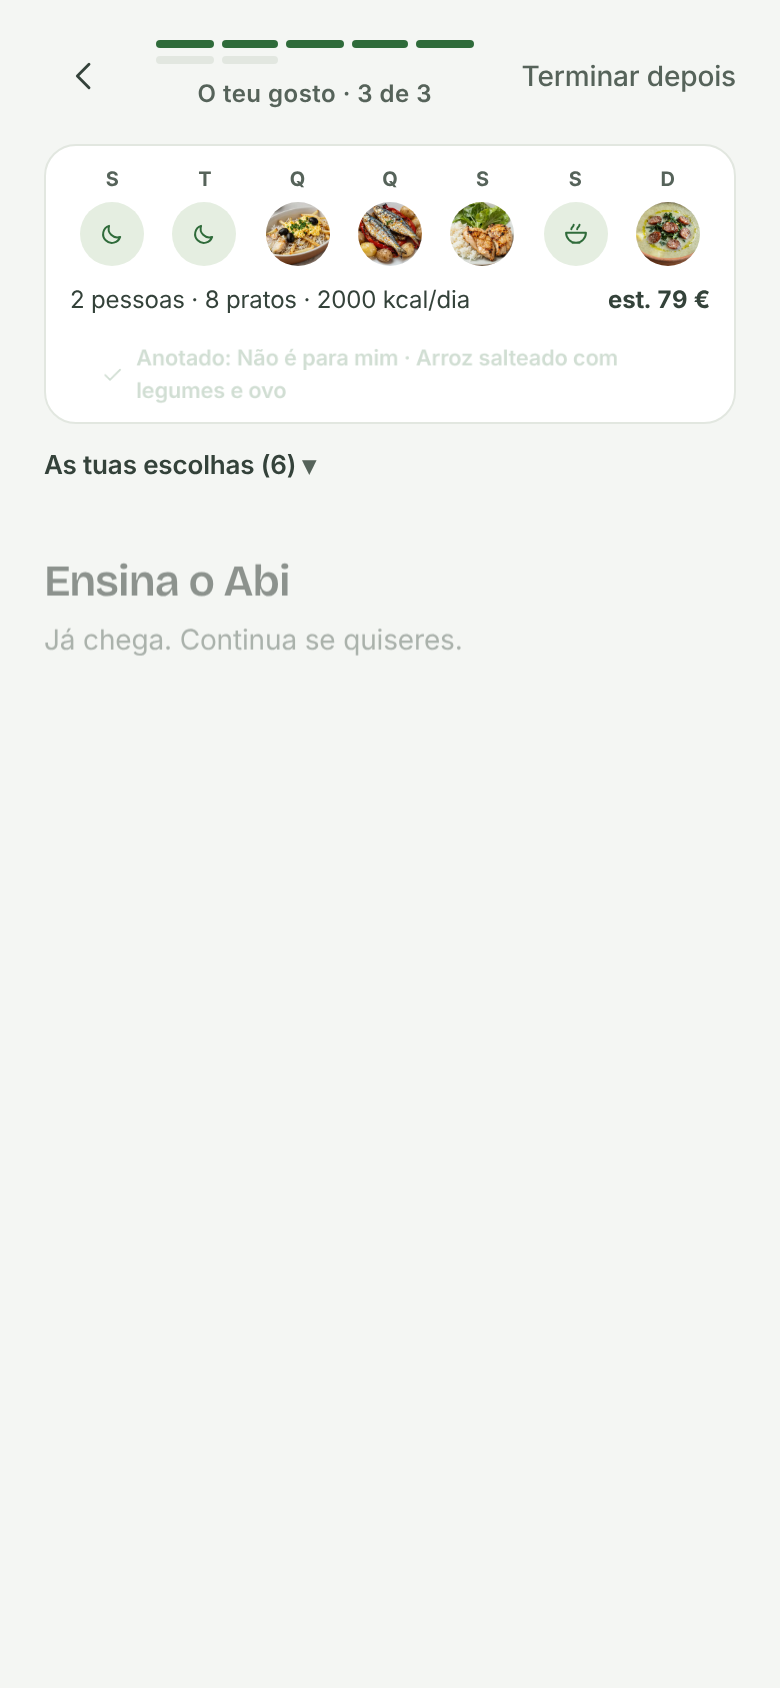 O teu gosto · 3 de 3
Terminar depois
S T Q Q S S D
2 pessoas · 8 pratos · 2000 kcal/dia
est. 79 €
Anotado: Não é para mim · Arroz salteado com
legumes e ovo
As tuas escolhas (6) ▾
Ensina o Abi
Já chega. Continua se quiseres.